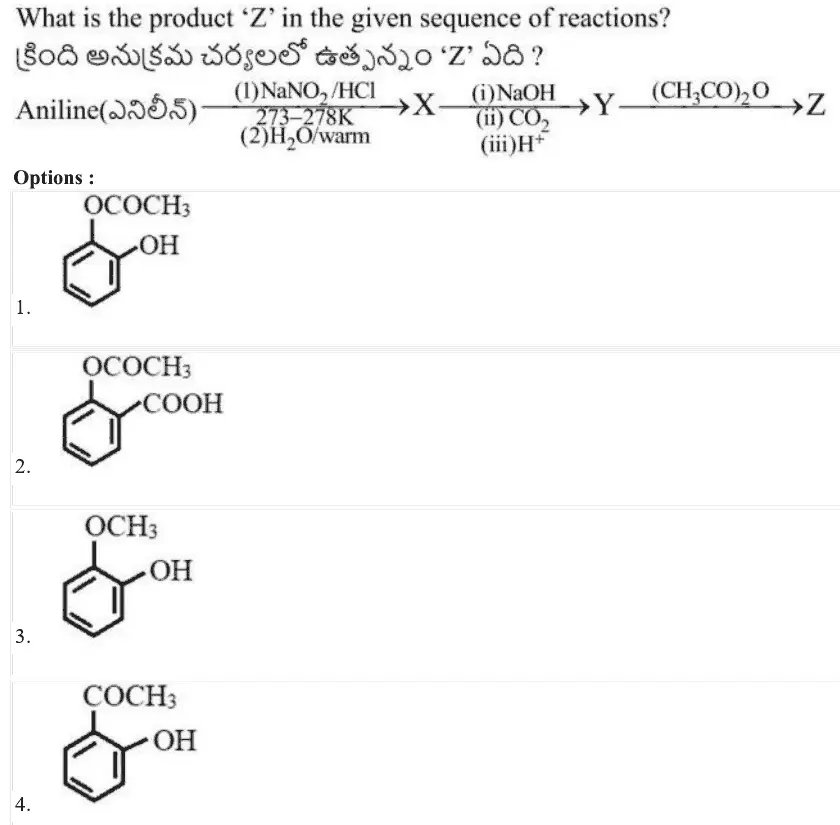 What is the product ‘Z’ in the given sequence of reactions?
క్రింది అనుక్రమ చర్యలలో ఉత్పన్నం ‘Z’ ఏది ?
Aniline(ఎనిలీన్) (1)NaNO₂/HCl 273–278K (2)H₂O/warm → X (i)NaOH (ii) CO₂ (iii)H⁺ → Y (CH₃CO)₂O → Z
Options :
OCOCH₃
OH
1.
OCOCH₃
COOH
2.
OCH₃
OH
3.
COCH₃
OH
4.